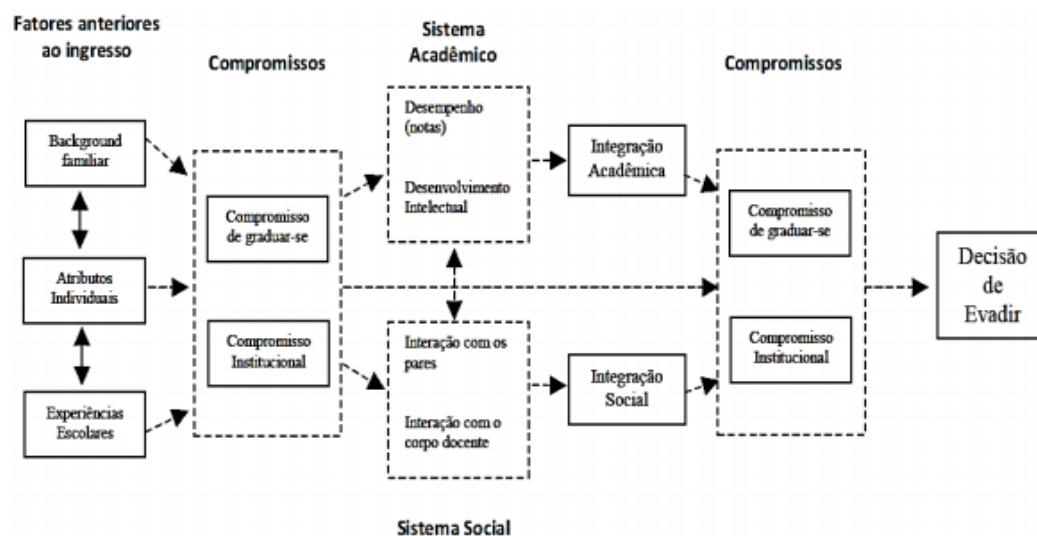 Fatores anteriores
ao ingresso
Background
familiar
Atributos
Individuais
Experiências
Escolares
Compromissos
Compromisso
de graduar-se
Compromisso
Institucional
Sistema
Acadêmico
Desempenho
(notas)
Desenvolvimento
Intelectual
Interação com os
pares
Interação com o
corpo docente
Sistema Social
Integração
Acadêmica
Integração
Social
Compromissos
Compromisso
de graduar-se
Compromisso
Institucional
Decisão
de
Evadir